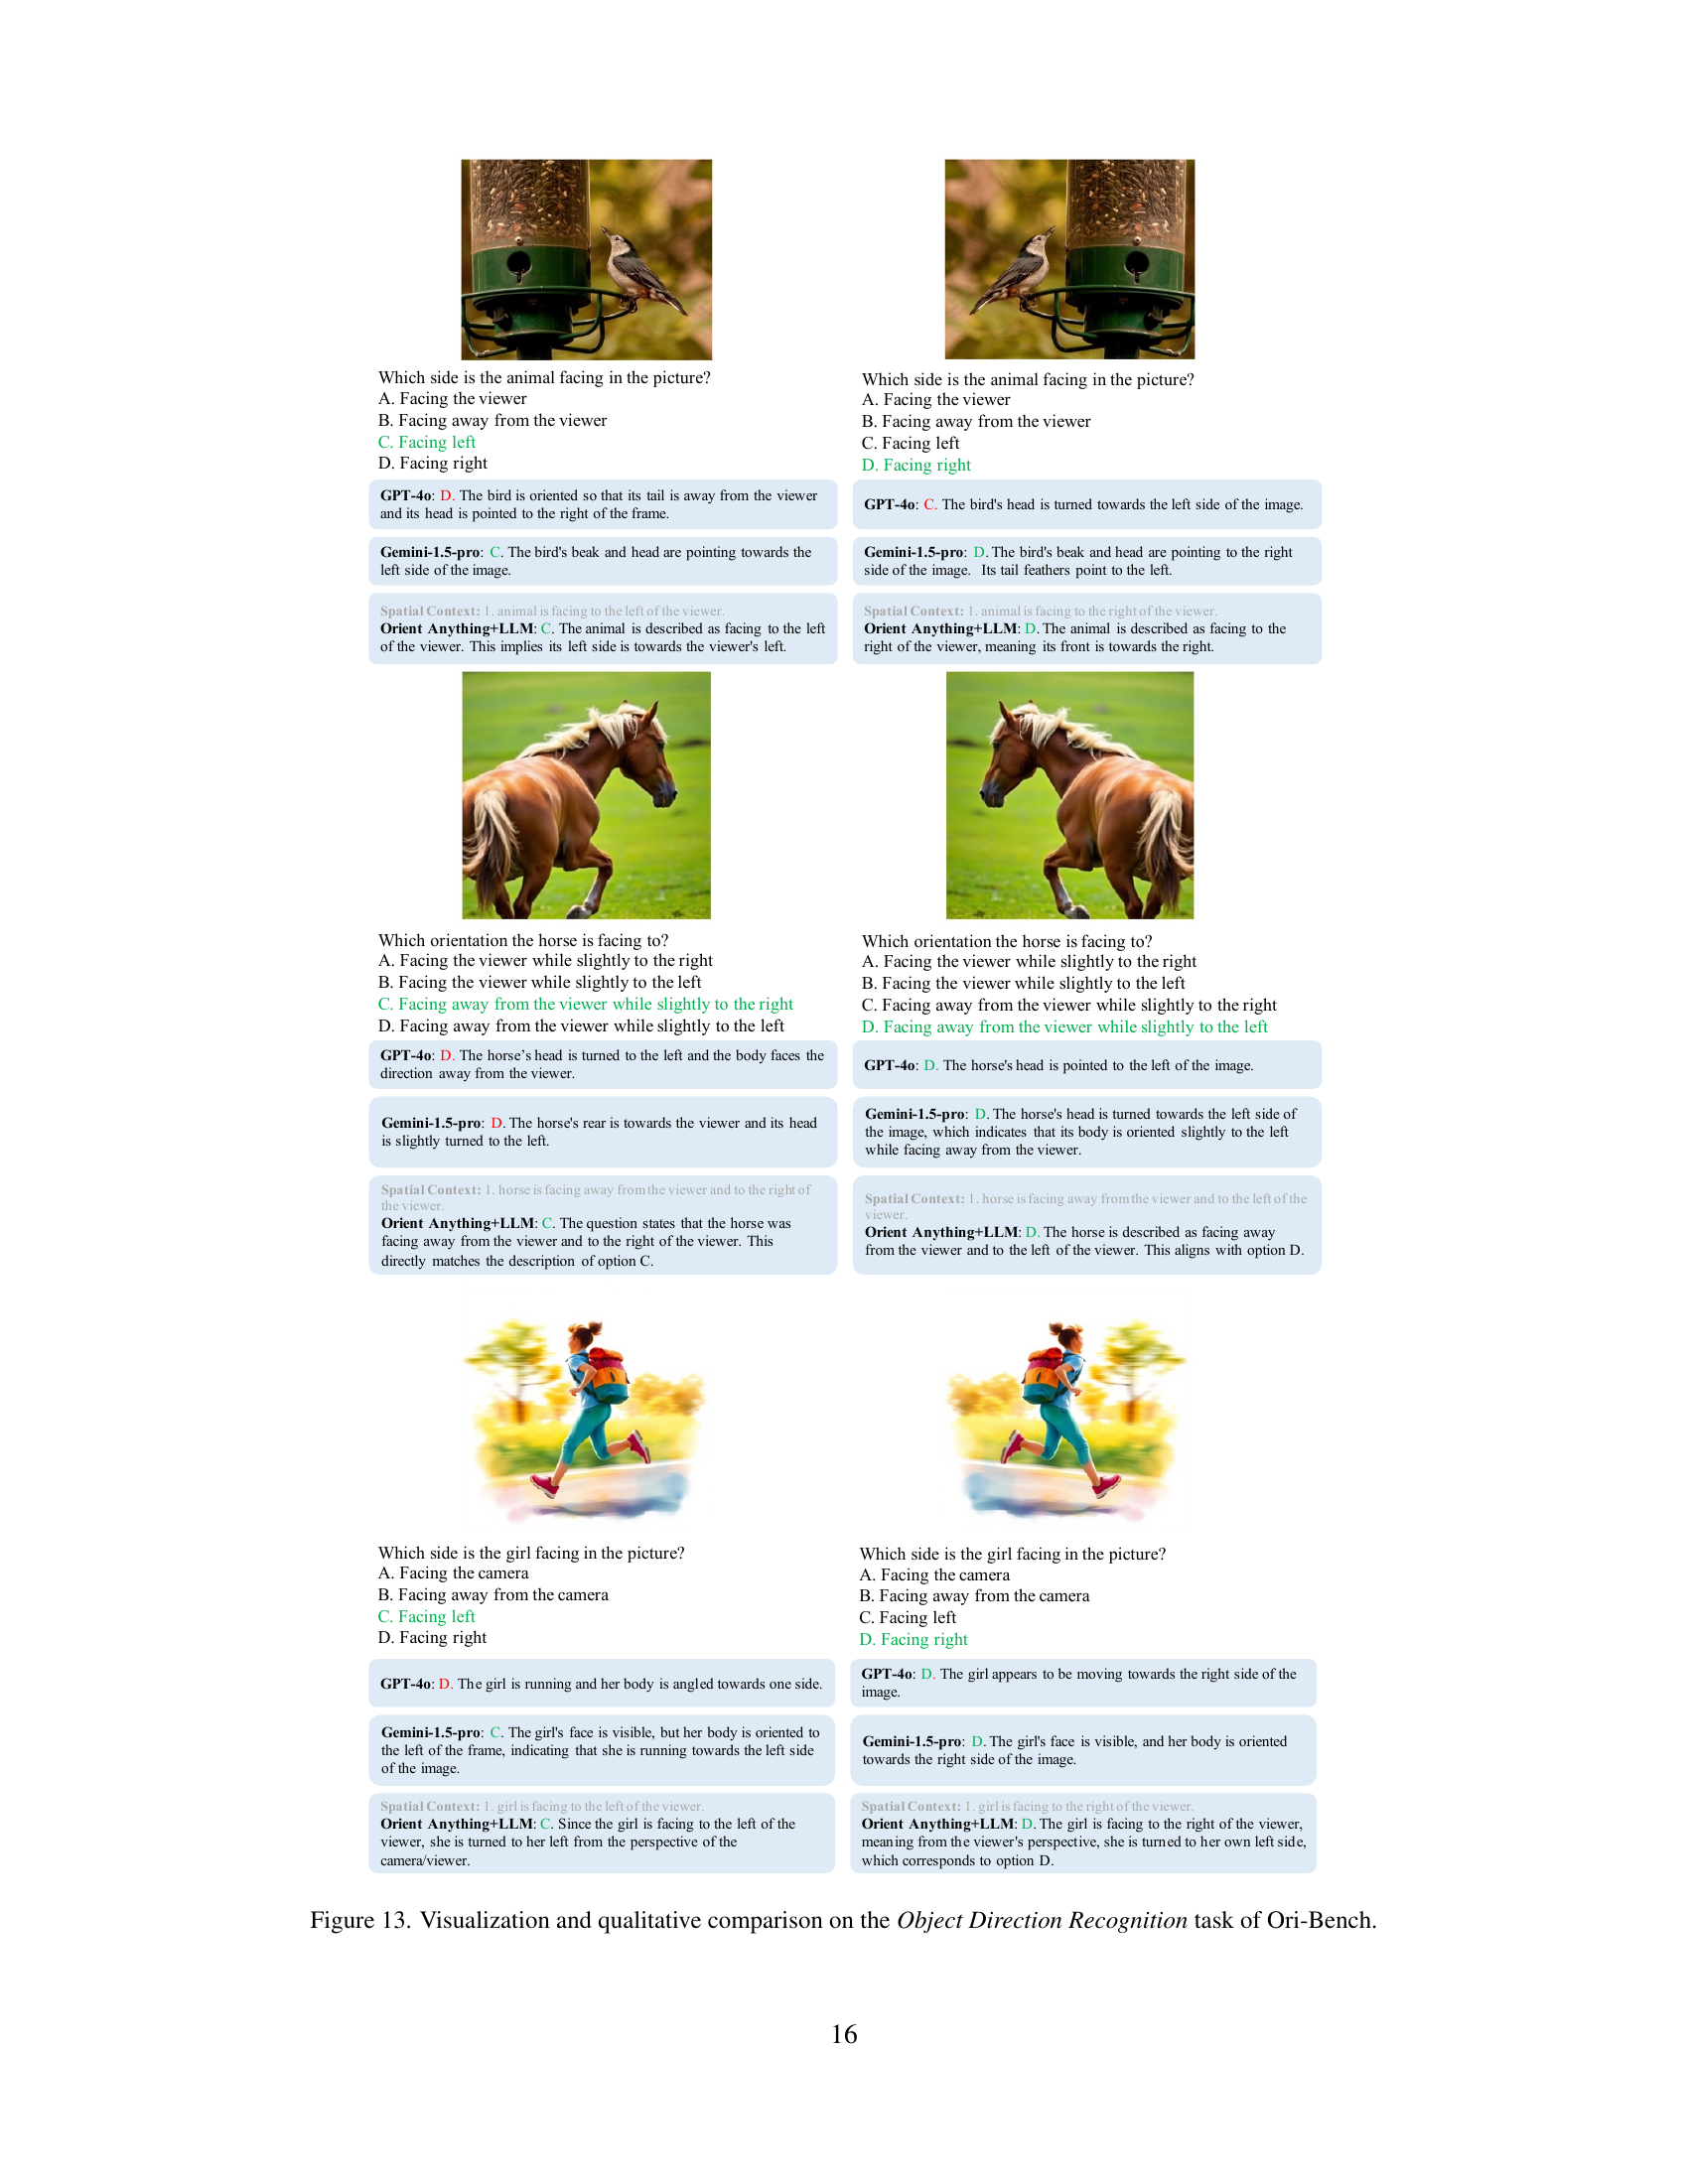 Which side is the animal facing in the picture?
A. Facing the viewer
B. Facing away from the viewer
C. Facing left
D. Facing right
GPT-4o: D. The bird is oriented so that its tail is away from the viewer
and its head is pointed to the right of the frame.
Gemini-1.5-pro: C. The bird's beak and head are pointing towards the
left side of the image.
Spatial Context: 1. animal is facing to the left of the viewer.
Orient Anything+LLM: C. The animal is described as facing to the left
of the viewer. This implies its left side is towards the viewer's left.
Which side is the animal facing in the picture?
A. Facing the viewer
B. Facing away from the viewer
C. Facing left
D. Facing right
GPT-4o: C. The bird's head is turned towards the left side of the image.
Gemini-1.5-pro: D. The bird's beak and head are pointing to the right
side of the image. Its tail feathers point to the left.
Spatial Context: 1. animal is facing to the right of the viewer.
Orient Anything+LLM: D. The animal is described as facing to the
right of the viewer, meaning its front is towards the right.
Which orientation the horse is facing to?
A. Facing the viewer while slightly to the right
B. Facing the viewer while slightly to the left
C. Facing away from the viewer while slightly to the right
D. Facing away from the viewer while slightly to the left
GPT-4o: D. The horse’s head is turned to the left and the body faces the
direction away from the viewer.
Gemini-1.5-pro: D. The horse's rear is towards the viewer and its head
is slightly turned to the left.
Spatial Context: 1. horse is facing away from the viewer and to the right of
the viewer.
Orient Anything+LLM: C. The question states that the horse was
facing away from the viewer and to the right of the viewer. This
directly matches the description of option C.
Which orientation the horse is facing to?
A. Facing the viewer while slightly to the right
B. Facing the viewer while slightly to the left
C. Facing away from the viewer while slightly to the right
D. Facing away from the viewer while slightly to the left
GPT-4o: D. The horse's head is pointed to the left of the image.
Gemini-1.5-pro: D. The horse's head is turned towards the left side of
the image, which indicates that its body is oriented slightly to the left
while facing away from the viewer.
Spatial Context: 1. horse is facing away from the viewer and to the left of the
viewer.
Orient Anything+LLM: D. The horse is described as facing away
from the viewer and to the left of the viewer. This aligns with option D.
Which side is the girl facing in the picture?
A. Facing the camera
B. Facing away from the camera
C. Facing left
D. Facing right
GPT-4o: D. The girl is running and her body is angled towards one side.
Gemini-1.5-pro: C. The girl's face is visible, but her body is oriented to
the left of the frame, indicating that she is running towards the left side
of the image.
Spatial Context: 1. girl is facing to the left of the viewer.
Orient Anything+LLM: C. Since the girl is facing to the left of the
viewer, she is turned to her left from the perspective of the
camera/viewer.
Which side is the girl facing in the picture?
A. Facing the camera
B. Facing away from the camera
C. Facing left
D. Facing right
GPT-4o: D. The girl appears to be moving towards the right side of the
image.
Gemini-1.5-pro: D. The girl's face is visible, and her body is oriented
towards the right side of the image.
Spatial Context: 1. girl is facing to the right of the viewer.
Orient Anything+LLM: D. The girl is facing to the right of the viewer,
meaning from the viewer's perspective, she is turned to her own left side,
which corresponds to option D.
Figure 13. Visualization and qualitative comparison on the Object Direction Recognition task of Ori-Bench.
16